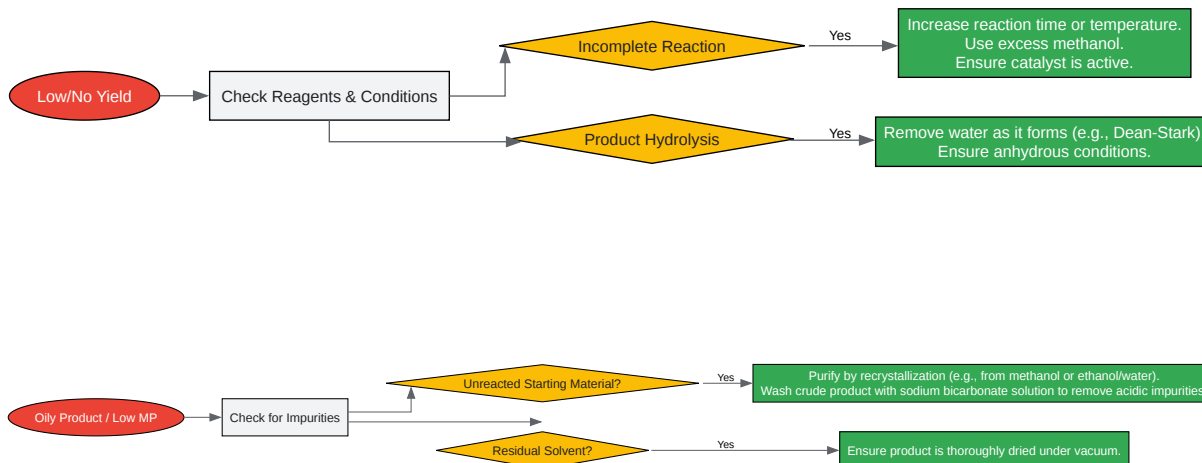 Low/No Yield
Check Reagents & Conditions
Incomplete Reaction
Yes
Increase reaction time or temperature.
Use excess methanol.
Ensure catalyst is active.
Product Hydrolysis
Yes
Remove water as it forms (e.g., Dean-Stark)
Ensure anhydrous conditions.
Oily Product / Low MP
Check for Impurities
Unreacted Starting Material?
Yes
Purify by recrystallization (e.g., from methanol or ethanol/water).
Wash crude product with sodium bicarbonate solution to remove acidic impurities
Residual Solvent?
Yes
Ensure product is thoroughly dried under vacuum.